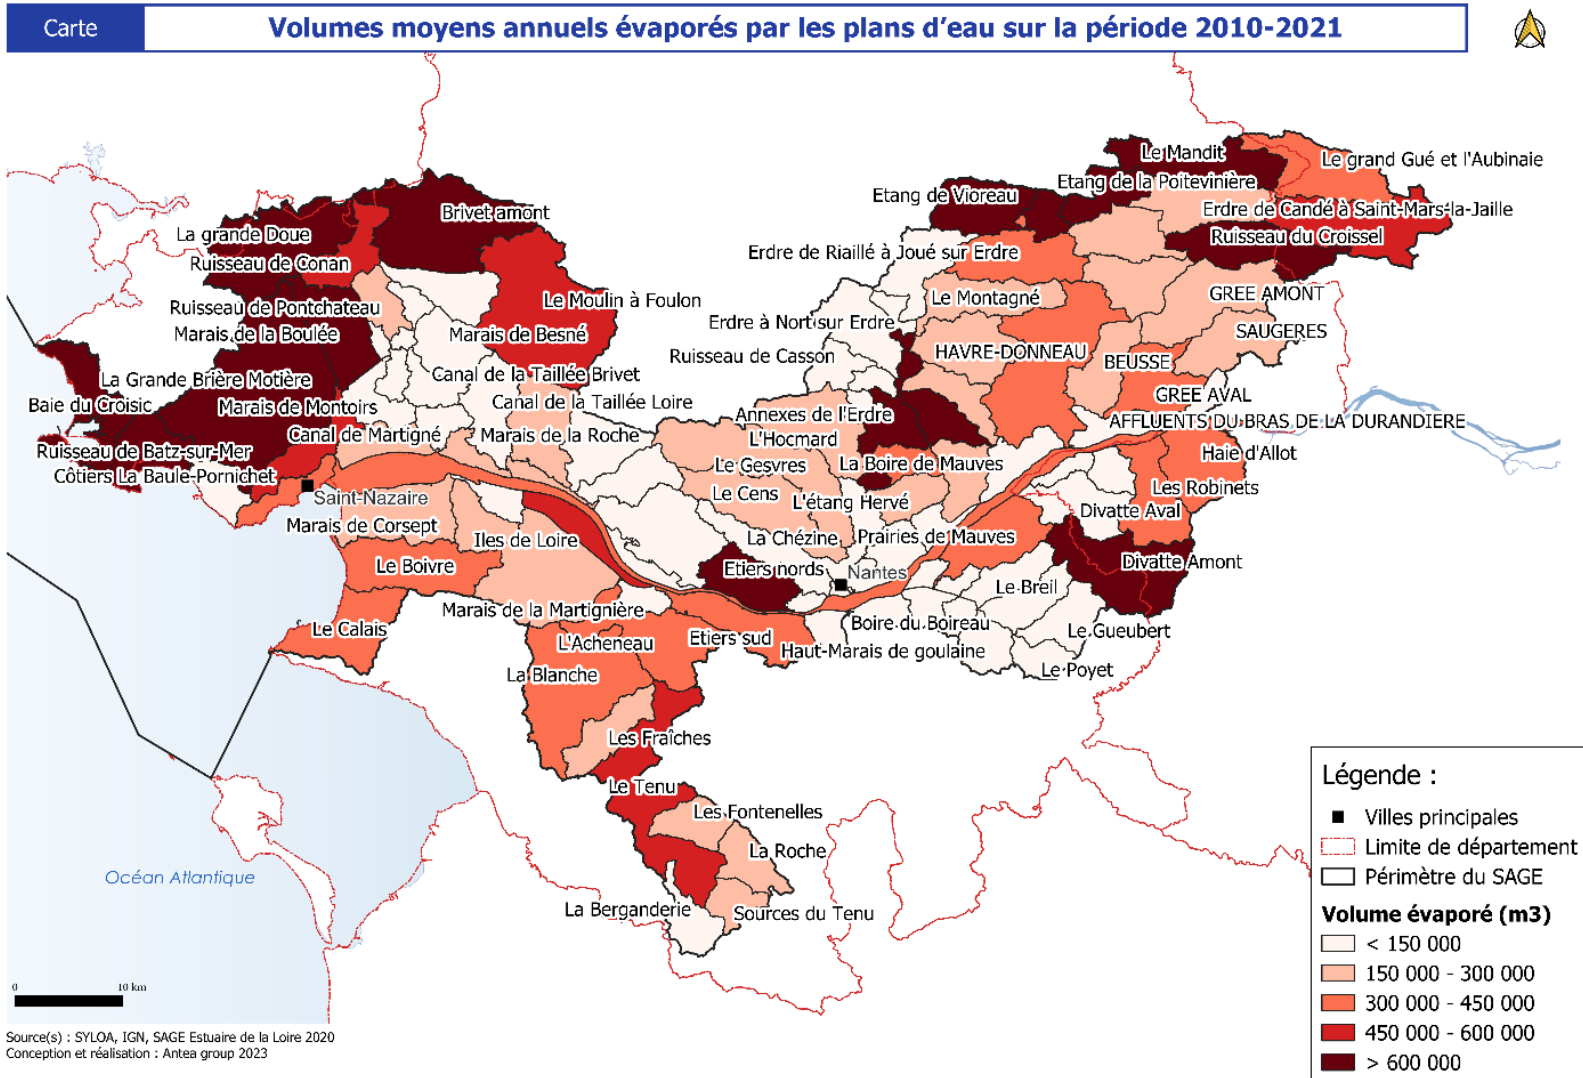 Carte
Volumes moyens annuels évaporés par les plans d'eau sur la période 2010-2021
Le Mandit
Le grand Gué et l'Aubinaie
Etang de la Poitevinière
Etang de Vioreau
Erdre de Candé à Saint-Mars-la-Jaille
Brivet amont
La grande Doue
Ruisseau du Croissel
Erdre de Riaillé à Joué sur Erdre
Ruisseau de Conan
Le Moulin à Foulon
Le Montagné
GREE AMONT
Ruisseau de Pontchateau
Erdre à Nort sur Erdre
Marais de la Boulée
Marais de Besné
SAUGERES
Ruisseau de Casson
HAVRE-DONNEAU
BEUSSE
La Grande Brière Motière
Canal de la Taillée Brivet
GREE AVAL
Baie du Croisic
Marais de Montoirs
Canal de la Taillée Loire
Annexes de l'Erdre
AFFLUENTS DU BRAS DE LA DURANDIERE
Canal de Martigné
Marais de la Roche
L'Hocmard
Ruisseau de Batz-sur-Mer
Haie d'Allot
Côtiers La Baule-Pornichet
Le Gesvres
La Boire de Mauves
Les Robinets
Saint-Nazaire
Le Cens
L'étang Hervé
Divatte Aval
Marais de Corsept
Iles de Loire
La Chézine
Prairies de Mauves
Le Boivre
Etiers nords
Nantes
Divatte Amont
Le Breil
Marais de la Martignière
Le Calais
L'Acheneau
Etiers sud
Boire du Boireau
Le Gueubert
Haut-Marais de goulaine
La Blanche
Le Poyet
Les Fraîches
Le Tenu
Les Fontenelles
La Roche
La Berganderie
Sources du Tenu
Océan Atlantique
0 10 km
Légende :
Villes principales
Limite de département
Périmètre du SAGE
Volume évaporé (m3)
< 150 000
150 000 - 300 000
300 000 - 450 000
450 000 - 600 000
> 600 000
Source(s) : SYLOA, IGN, SAGE Estuaire de la Loire 2020
Conception et réalisation : Antea group 2023